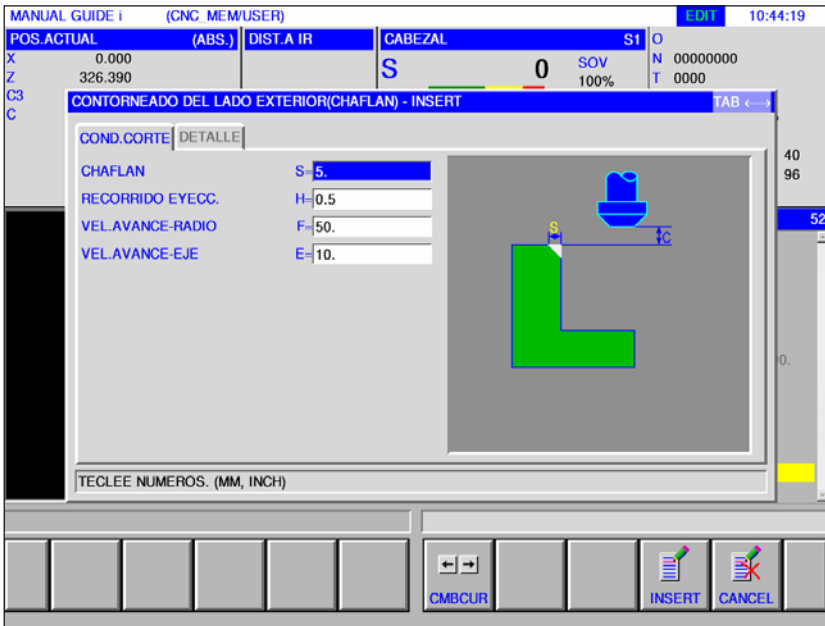 MANUAL GUIDE i (CNC_MEM/USER) EDIT 10:44:19
POS.ACTUAL (ABS.) DIST.A IR CABEZAL S1 O
X 0.000 S 0 SOV N 00000000
Z 326.390 100% T 0000
C3
C
CONTORNEADO DEL LADO EXTERIOR(CHAFLAN) - INSERT TAB ←→
COND.CORTE DETALLE
CHAFLAN S= 5.
RECORRIDO EYECC. H= 0.5
VEL.AVANCE-RADIO F= 50.
VEL.AVANCE-EJE E= 10.
S
C
40
96
52
00.
TECLEE NUMEROS. (MM, INCH)
CMBCUR INSERT CANCEL